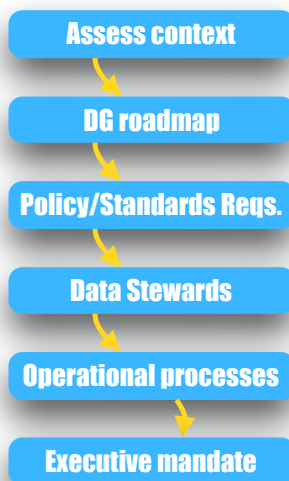 Assess context
DG roadmap
Policy/Standards Reqs.
Data Stewards
Operational processes
Executive mandate